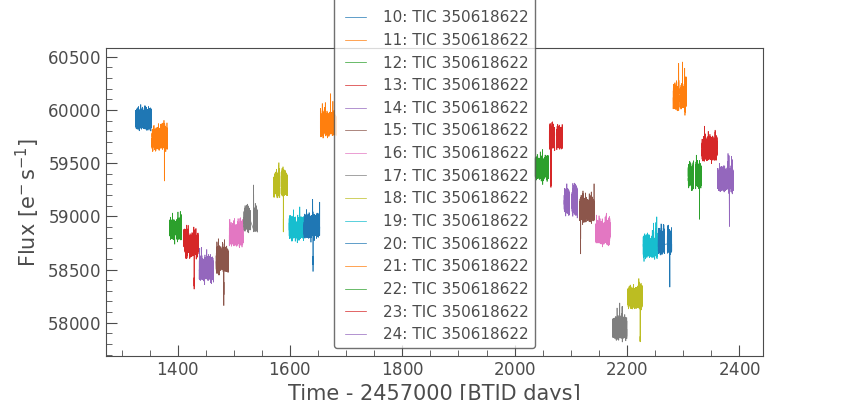 10: TIC 350618622
11: TIC 350618622
12: TIC 350618622
13: TIC 350618622
14: TIC 350618622
15: TIC 350618622
16: TIC 350618622
17: TIC 350618622
18: TIC 350618622
19: TIC 350618622
20: TIC 350618622
21: TIC 350618622
22: TIC 350618622
23: TIC 350618622
24: TIC 350618622
60500
60000
59500
59000
58500
58000
Flux [e⁻ s⁻¹]
1400 1600 1800 2000 2200 2400
Time - 2457000 [BTJD days]